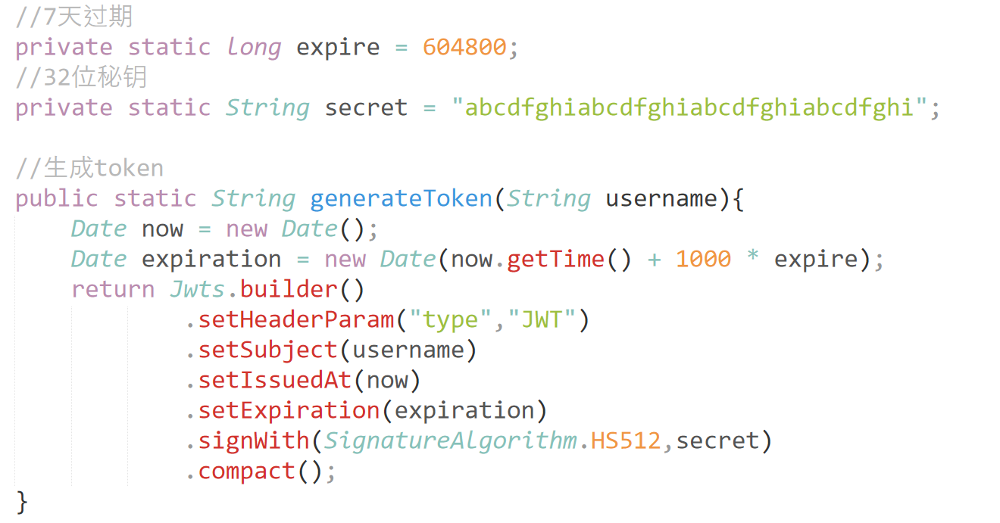 //7天过期
private static long expire = 604800;
//32位秘钥
private static String secret = "abcdfghiabcdfghiabcdfghiabcdfghi";
//生成token
public static String generateToken(String username){
Date now = new Date();
Date expiration = new Date(now.getTime() + 1000 * expire);
return Jwts.builder()
.setHeaderParam("type","JWT")
.setSubject(username)
.setIssuedAt(now)
.setExpiration(expiration)
.signWith(SignatureAlgorithm.HS512,secret)
.compact();
}